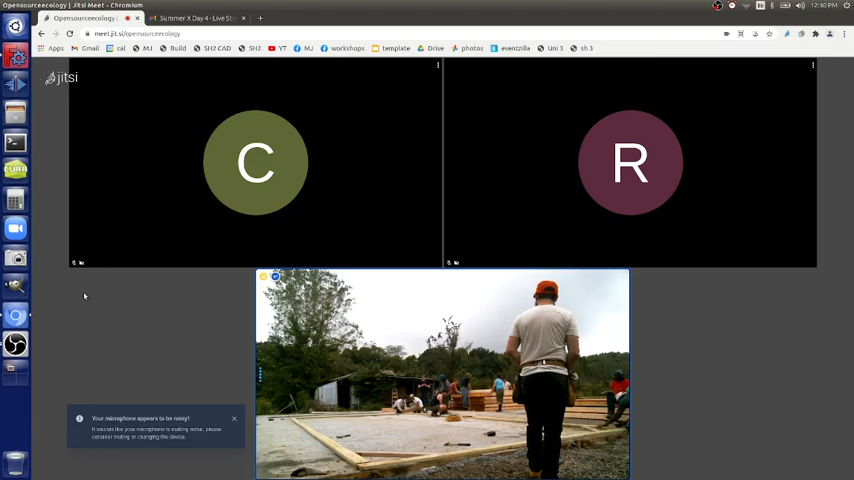 Opensourceecology | Jitsi Meet - Chromium
En
12:40 PM
Opensourceecology | Jitsi Meet
Summer X Day 4 - Live St
meet.jit.si/opensourceecology
Apps
Gmail
cal
MJ
Build
SH2 CAD
SH2
YT
MJ
workshops
template
Drive
photos
eventzilla
Uni 3
sh 3
jitsi
C
R
CURA
Your microphone appears to be noisy!
It sounds like your microphone is making noise, please
consider muting or changing the device.